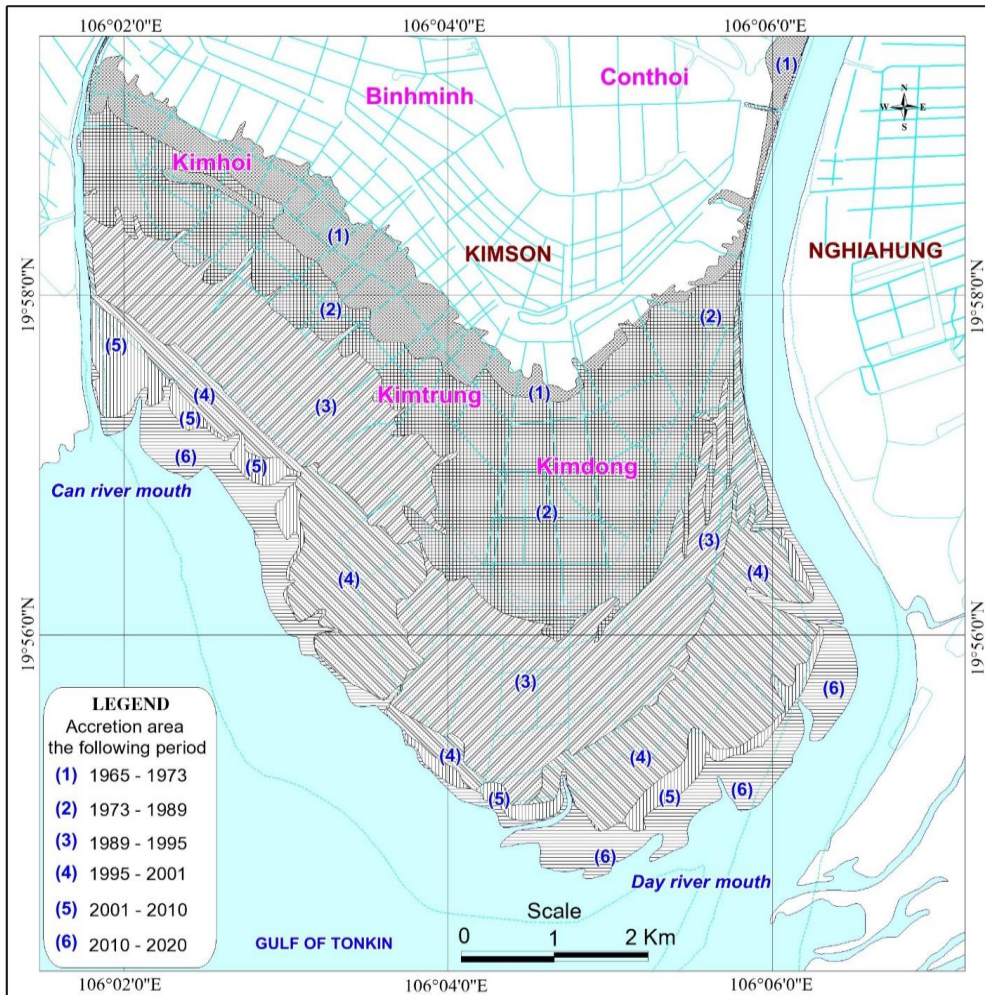 106°02'0"E 106°04'0"E 106°06'0"E
(1)
Conthoi
Binhminh
Kimhoi
(1)
KIMSON
NGHIAHUNG
N
W E
S
19°58'0"N
19°58'0"N
(2)
(2)
(5)
(4)
(1)
Kimtrung
(3)
(5)
(5)
Kimdong
(6)
Can river mouth
(2)
(3)
(4)
(4)
19°56'0"N
19°56'0"N
(3)
(6)
(4)
(4)
(5)
(5)
(6)
(6)
Day river mouth
LEGEND
Accretion area
the following period
(1) 1965 - 1973
(2) 1973 - 1989
(3) 1989 - 1995
(4) 1995 - 2001
(5) 2001 - 2010
(6) 2010 - 2020
GULF OF TONKIN
Scale
0 1 2 Km
106°02'0"E 106°04'0"E 106°06'0"E